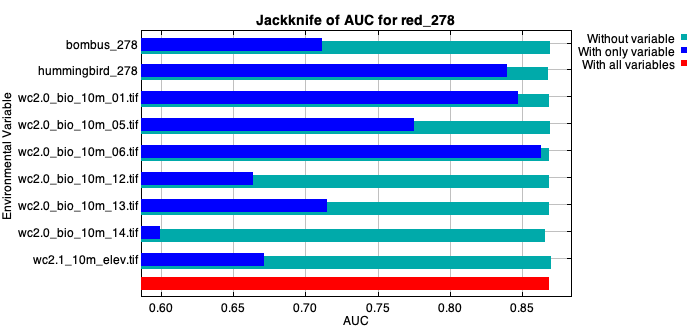 Jackknife of AUC for red_278
Environmental Variable
bombus_278
hummingbird_278
wc2.0_bio_10m_01.tif
wc2.0_bio_10m_05.tif
wc2.0_bio_10m_06.tif
wc2.0_bio_10m_12.tif
wc2.0_bio_10m_13.tif
wc2.0_bio_10m_14.tif
wc2.1_10m_elev.tif
0.60 0.65 0.70 0.75 0.80 0.85
AUC
Without variable
With only variable
With all variables